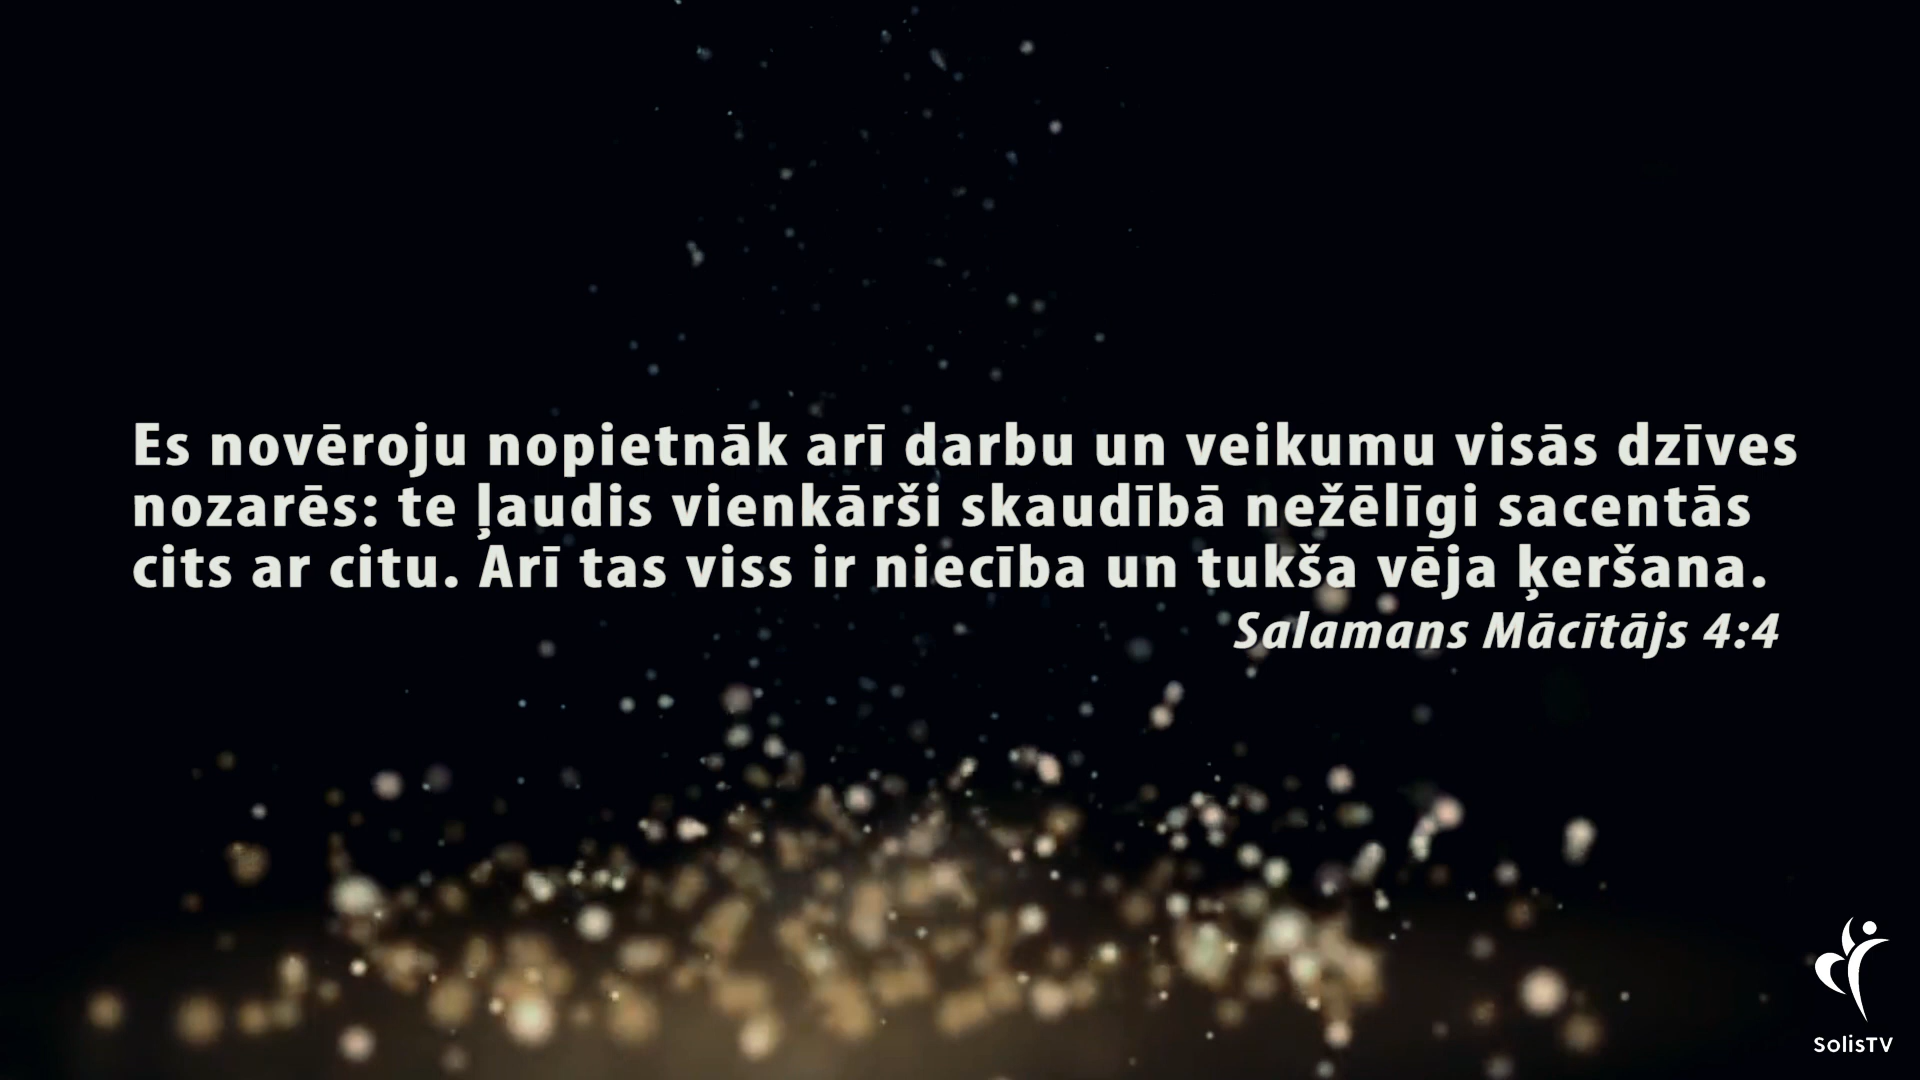 Es novēroju nopietnāk arī darbu un veikumu visās dzīves
nozarēs: te ļaudis vienkārši skaudībā nežēlīgi sacentās
cits ar citu. Arī tas viss ir niecība un tukša vēja ķeršana.
Salamans Mācītājs 4:4
SolisTV